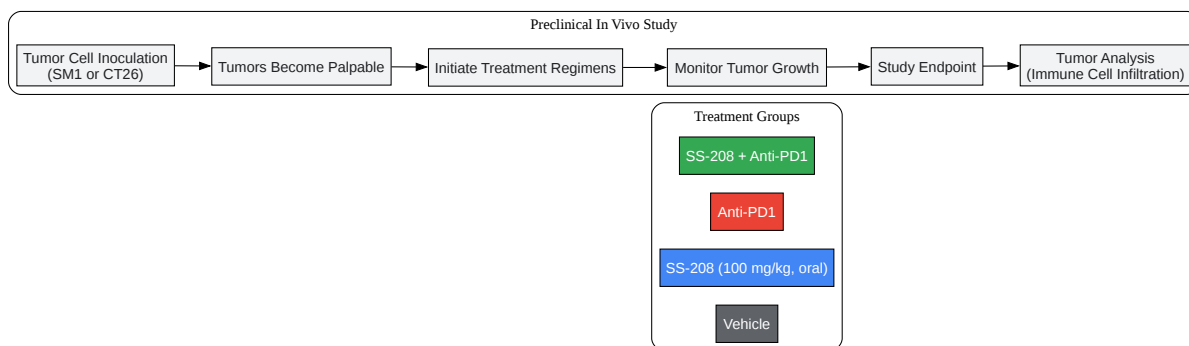 Preclinical In Vivo Study
Tumor Cell Inoculation
(SM1 or CT26)
Tumors Become Palpable
Initiate Treatment Regimens
Monitor Tumor Growth
Study Endpoint
Tumor Analysis
(Immune Cell Infiltration)
Treatment Groups
SS-208 + Anti-PD1
Anti-PD1
SS-208 (100 mg/kg, oral)
Vehicle